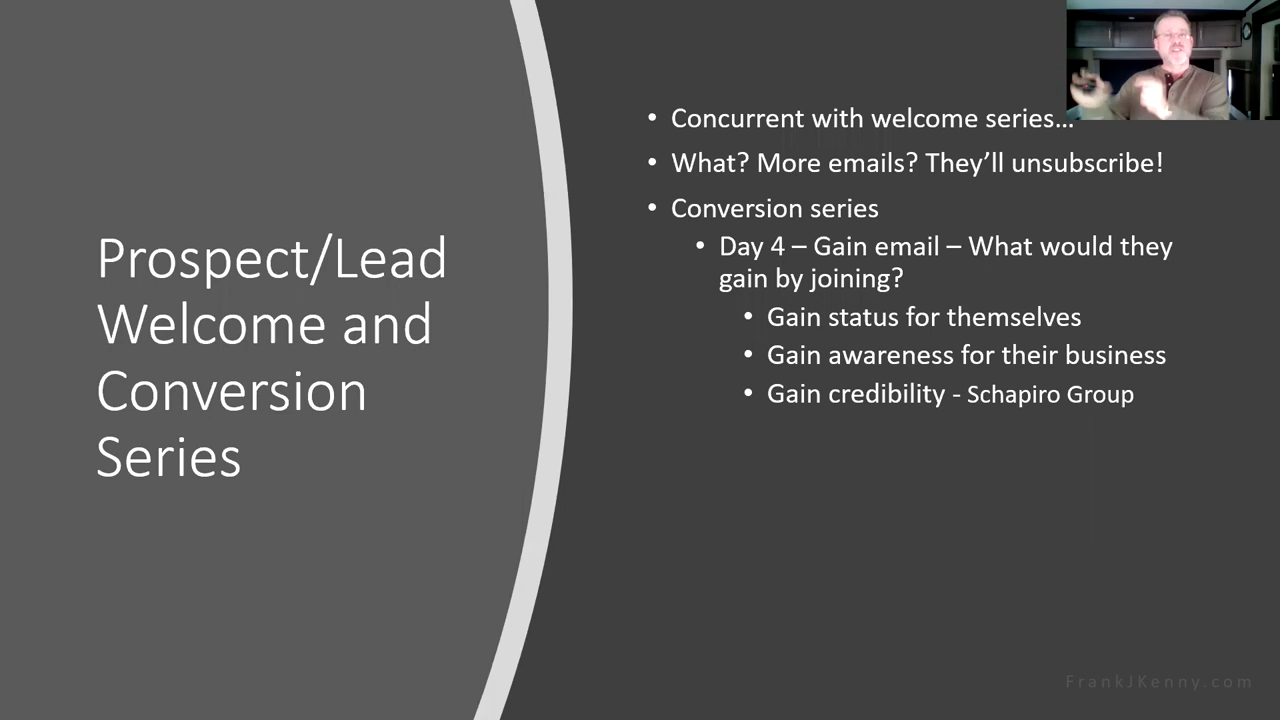 Prospect/Lead
Welcome and
Conversion
Series
• Concurrent with welcome series…
• What? More emails? They’ll unsubscribe!
• Conversion series
• Day 4 – Gain email – What would they
gain by joining?
• Gain status for themselves
• Gain awareness for their business
• Gain credibility - Schapiro Group
FrankJKenny.com